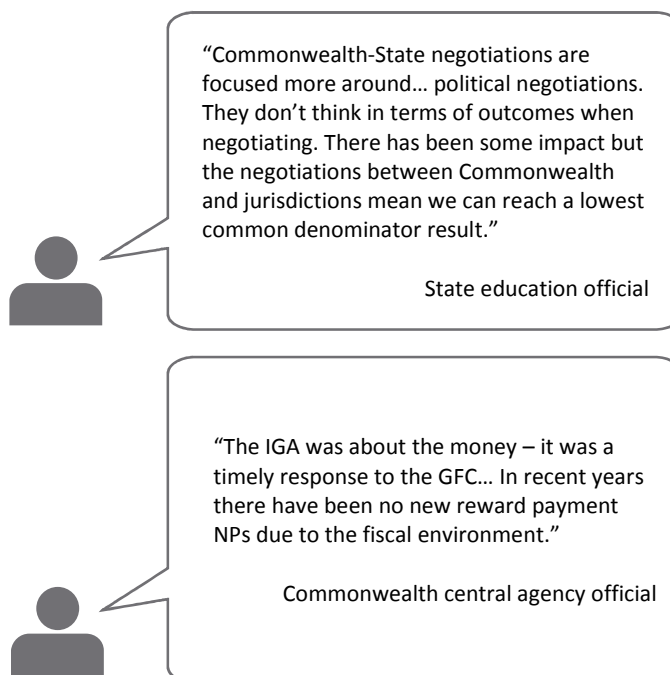 “Commonwealth-State negotiations are
focused more around… political negotiations.
They don’t think in terms of outcomes when
negotiating. There has been some impact but
the negotiations between Commonwealth
and jurisdictions mean we can reach a lowest
common denominator result.”
State education official
“The IGA was about the money – it was a
timely response to the GFC… In recent years
there have been no new reward payment
NPs due to the fiscal environment.”
Commonwealth central agency official